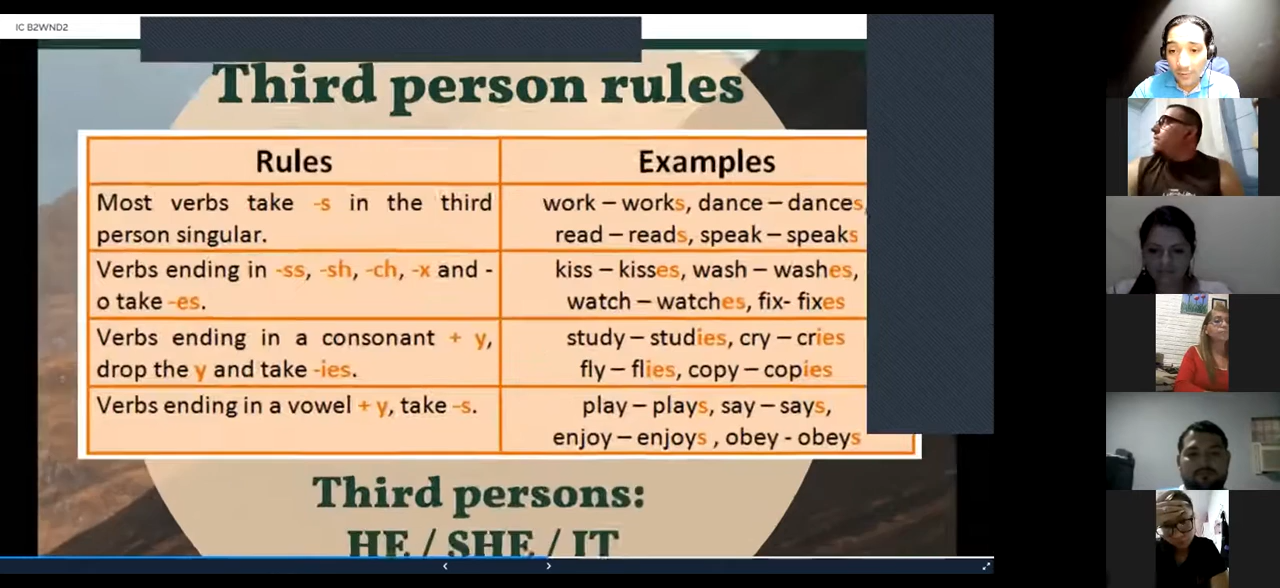 IC B2WND2
Third person rules
Rules
Examples
Most verbs take -s in the third
person singular.
work – works, dance – dances,
read – reads, speak – speaks
Verbs ending in -ss, -sh, -ch, -x and -
o take -es.
kiss – kisses, wash – washes,
watch – watches, fix- fixes
Verbs ending in a consonant + y,
drop the y and take -ies.
study – studies, cry – cries
fly – flies, copy – copies
Verbs ending in a vowel + y, take -s.
play – plays, say – says,
enjoy – enjoys , obey - obeys
Third persons:
HE / SHE / IT